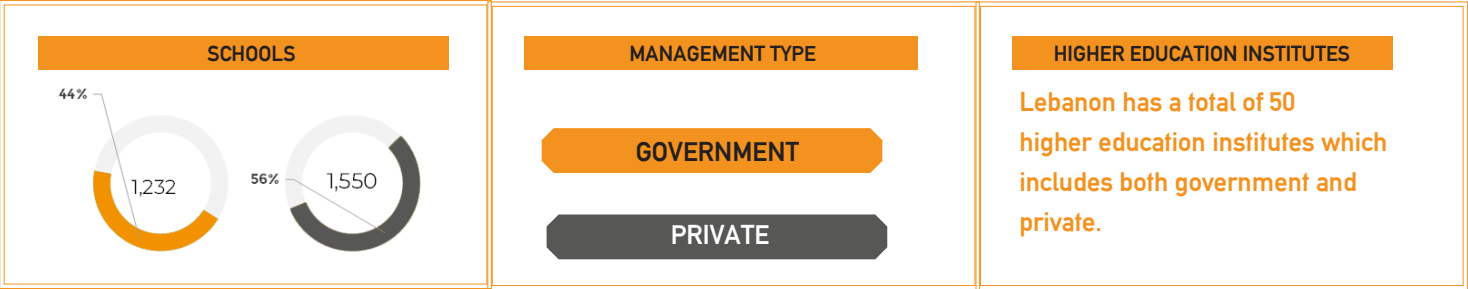 SCHOOLS
44%
1,232
56%
1,550
MANAGEMENT TYPE
GOVERNMENT
PRIVATE
HIGHER EDUCATION INSTITUTES
Lebanon has a total of 50
higher education institutes which
includes both government and
private.